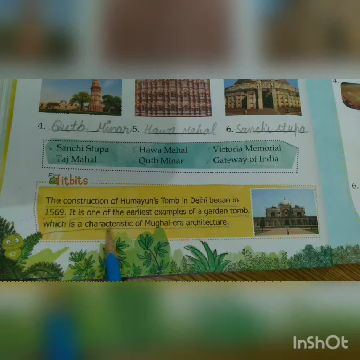 4. Qutb Minar 5. Hawa Mahal 6. Sanchi stupa
Sanchi Stupa Hawa Mahal Victoria Memorial
Taj Mahal Qutb Minar Gateway of India
titbits
The construction of Humayun's Tomb in Delhi began in
1569. It is one of the earliest examples of a garden tomb,
which is a characteristic of Mughal-era architecture.
6.
InShOt